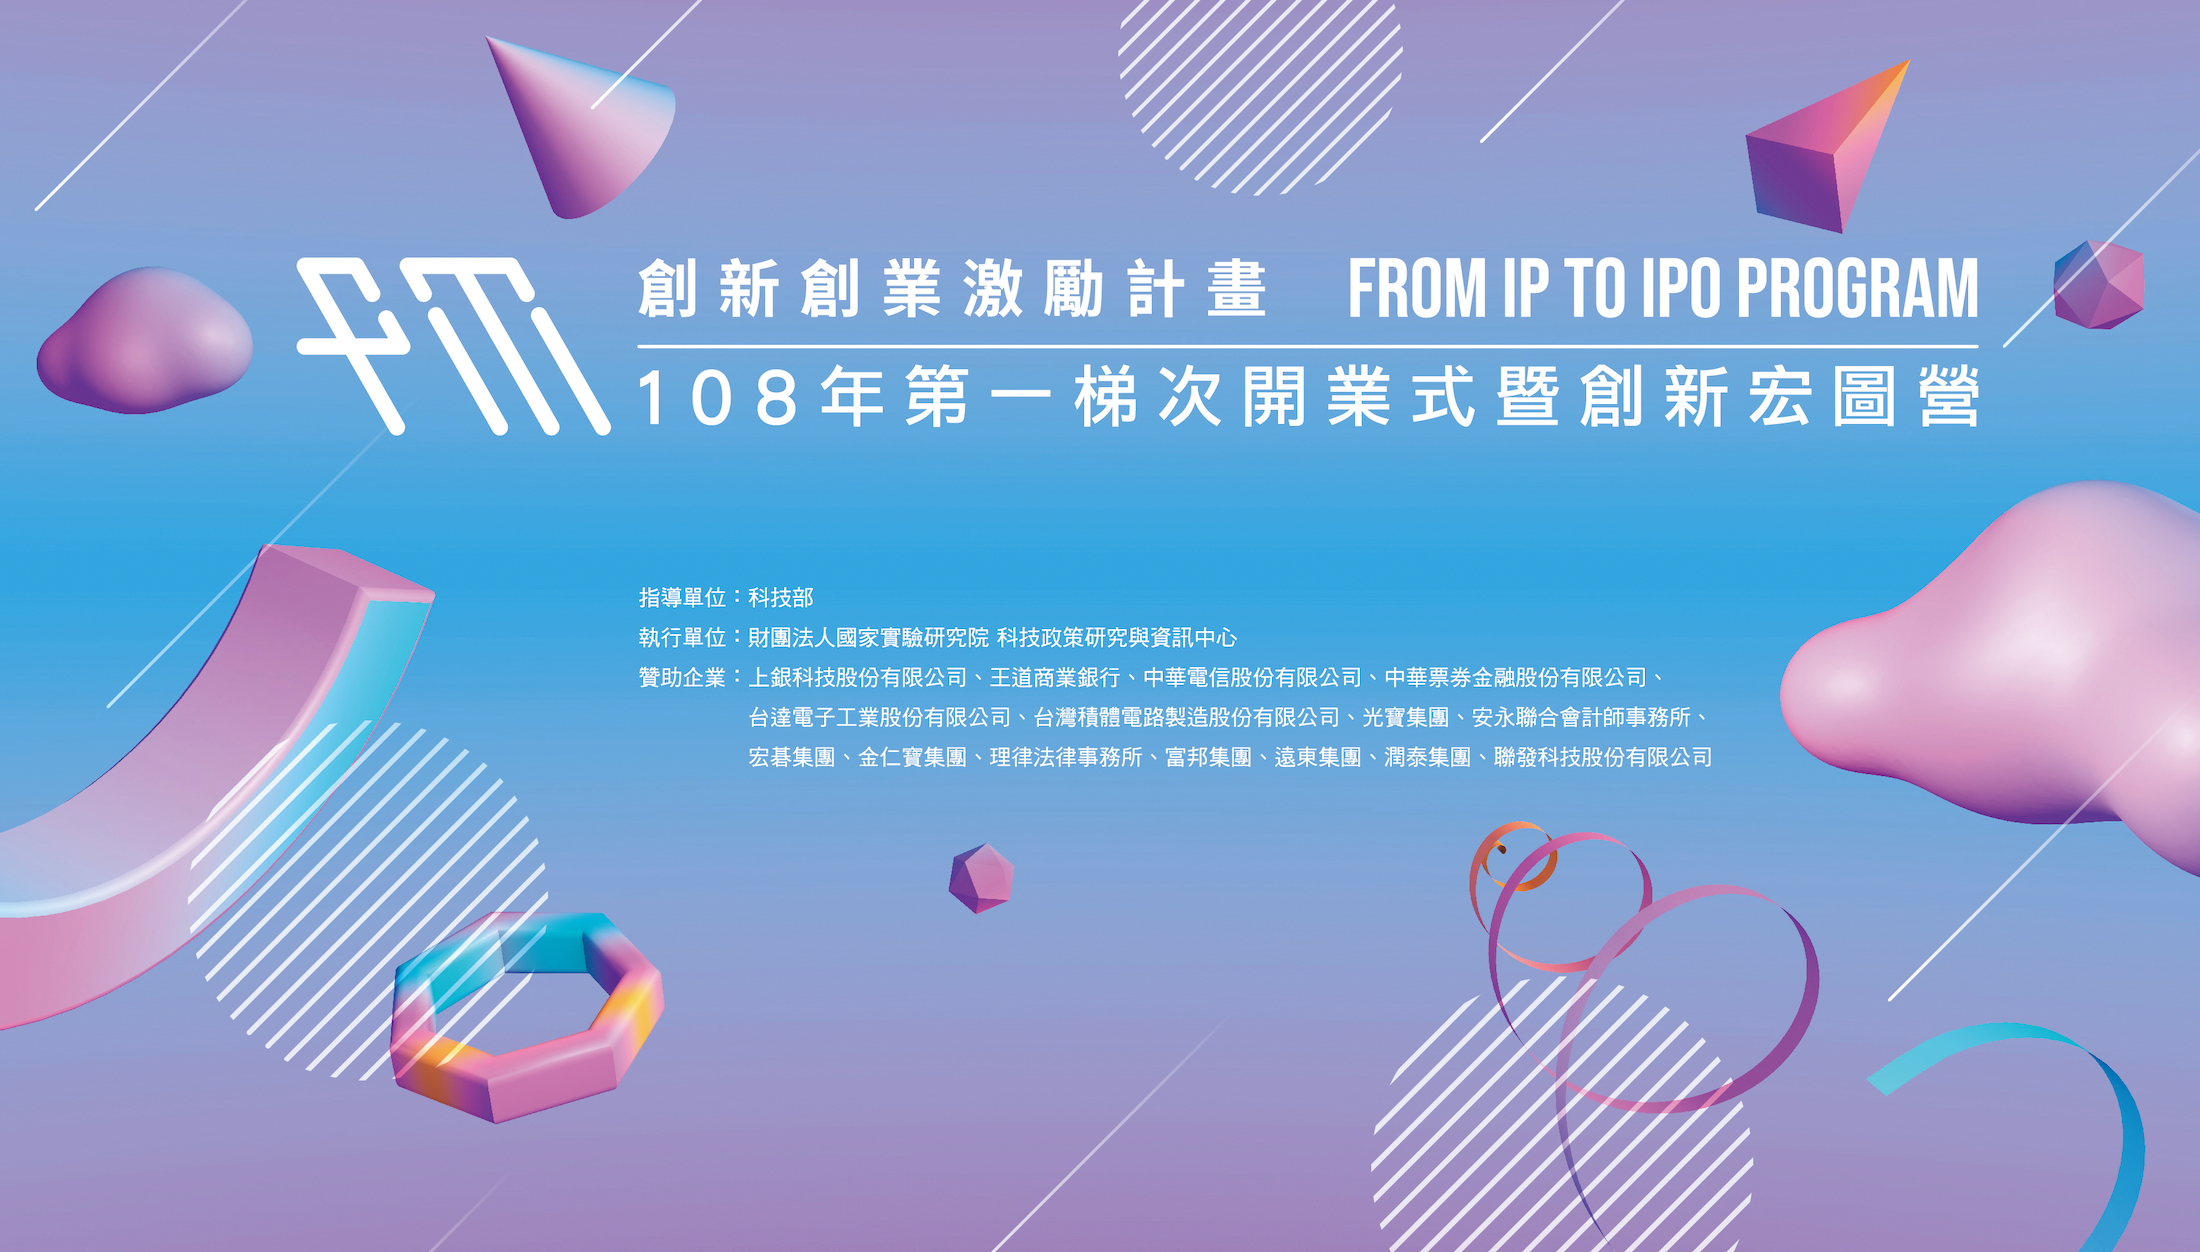 創新創業激勵計畫 FROM IP TO IPO PROGRAM
108年第一梯次開業式暨創新宏圖營
指導單位：科技部
執行單位：財團法人國家實驗研究院 科技政策研究與資訊中心
贊助企業：上銀科技股份有限公司、王道商業銀行、中華電信股份有限公司、中華票券金融股份有限公司、
台達電子工業股份有限公司、台灣積體電路製造股份有限公司、光寶集團、安永聯合會計師事務所、
宏碁集團、金仁寶集團、理律法律事務所、富邦集團、遠東集團、潤泰集團、聯發科技股份有限公司